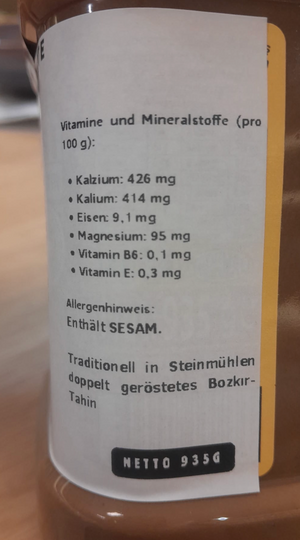 E
Vitamine und Mineralstoffe (pro
100 g):
• Kalzium: 426 mg
• Kalium: 414 mg
• Eisen: 9,1 mg
• Magnesium: 95 mg
• Vitamin B6: 0,1 mg
• Vitamin E: 0,3 mg
Allergenhinweis:
Enthält SESAM.
Traditionell in Steinmühlen
doppelt geröstetes Bozkır-
Tahin
NETTO 935G